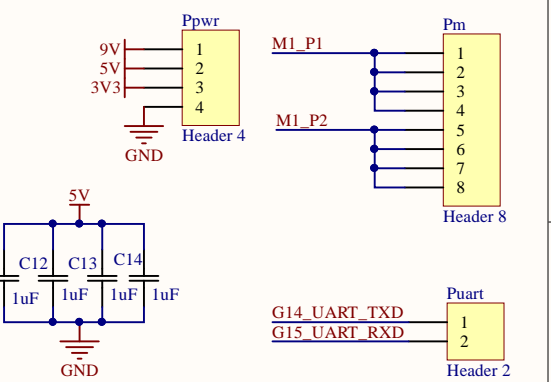 Ppwr
9V 1
5V 2
3V3 3
4
Header 4
GND
Pm
M1_P1 1
2
3
4
M1_P2 5
6
7
8
Header 8
5V
C12 C13 C14
1uF 1uF 1uF 1uF
GND
Puart
G14_UART_TXD 1
G15_UART_RXD 2
Header 2